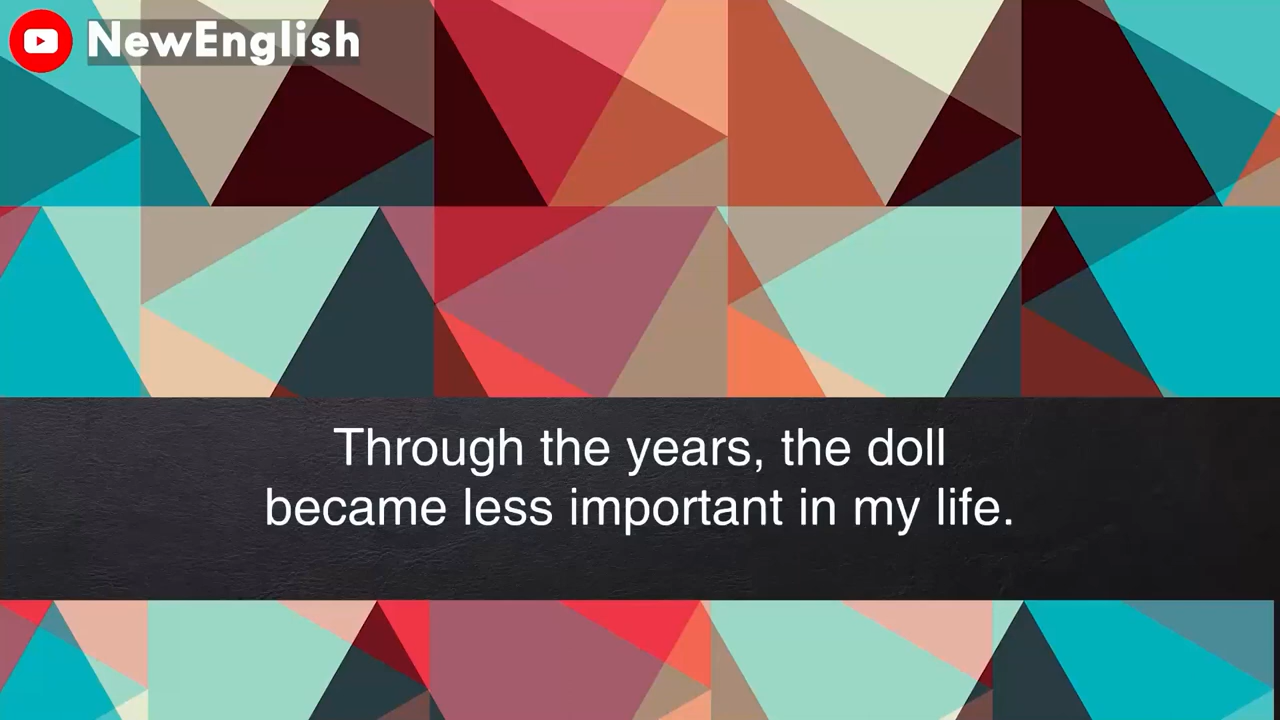 NewEnglish
Through the years, the doll
became less important in my life.